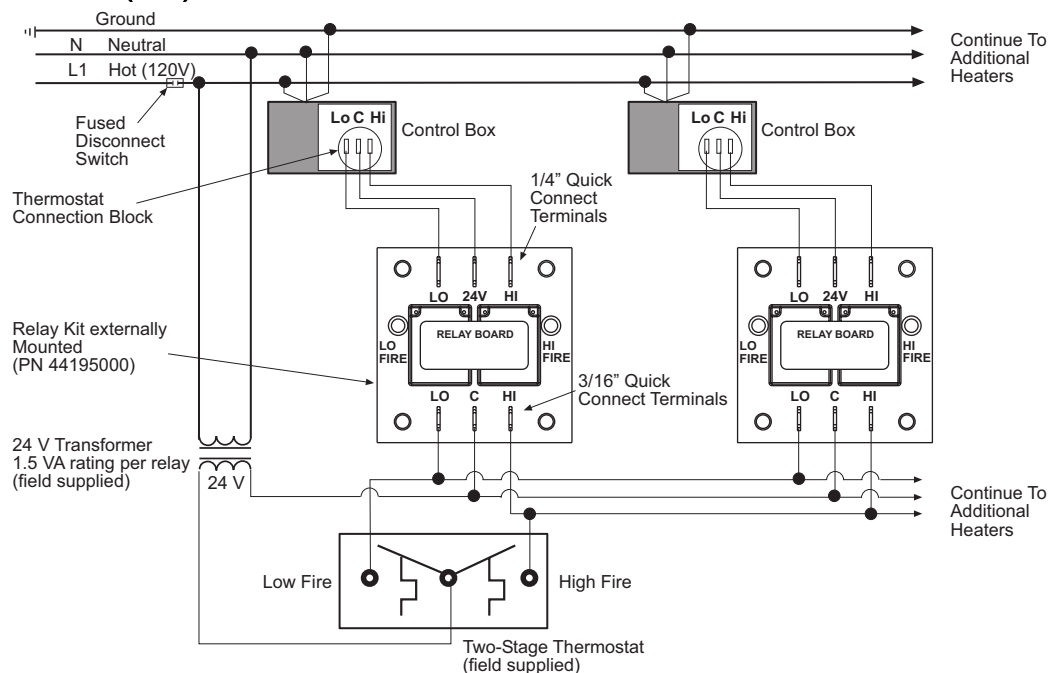 Ground
N Neutral
L1 Hot (120V)
Continue To
Additional
Heaters
Fused
Disconnect
Switch
Lo C Hi
Control Box
Lo C Hi
Control Box
Thermostat
Connection Block
1/4” Quick
Connect
Terminals
LO 24V HI
RELAY BOARD
LO
FIRE
HI
FIRE
LO C HI
LO 24V HI
RELAY BOARD
LO
FIRE
HI
FIRE
LO C HI
Relay Kit externally
Mounted
(PN 44195000)
3/16” Quick
Connect Terminals
24 V Transformer
1.5 VA rating per relay
(field supplied)
24 V
Continue To
Additional
Heaters
Low Fire
High Fire
Two-Stage Thermostat
(field supplied)